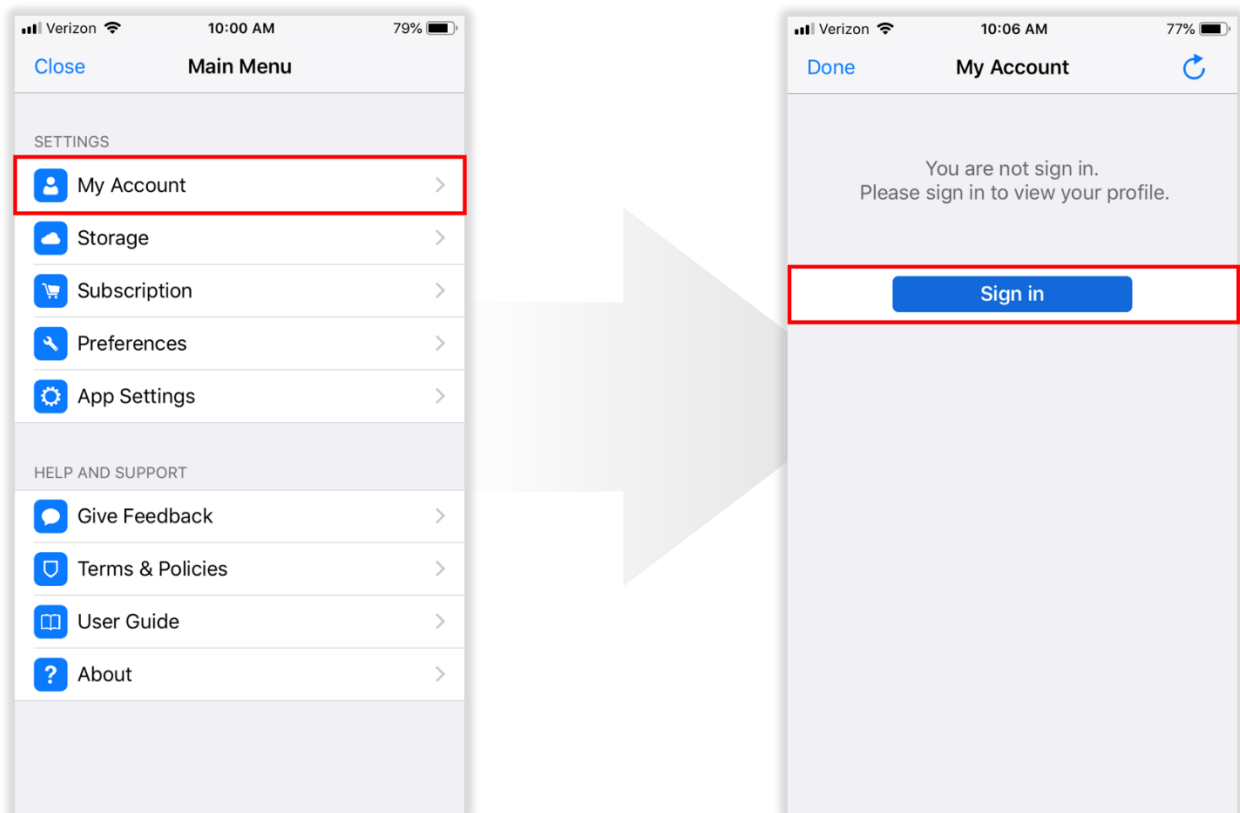 Verizon 10:00 AM 79%
Close Main Menu
SETTINGS
My Account
Storage
Subscription
Preferences
App Settings
HELP AND SUPPORT
Give Feedback
Terms & Policies
User Guide
? About
Verizon 10:06 AM 77%
Done My Account
You are not sign in.
Please sign in to view your profile.
Sign in